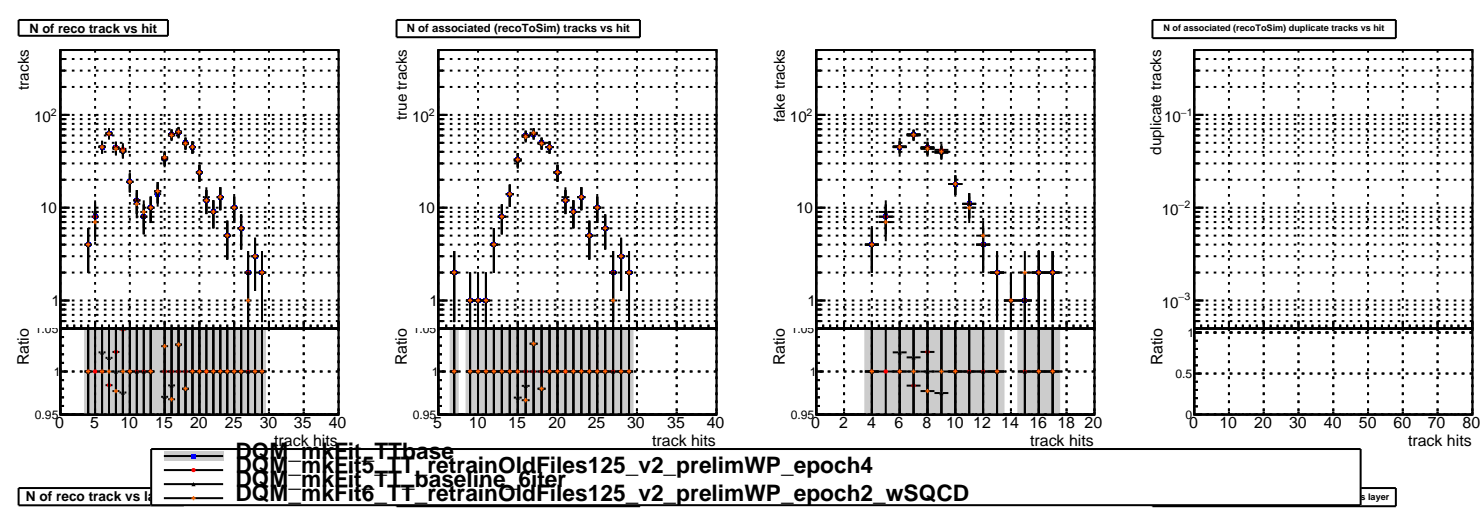 N of reco track vs hit
N of associated (recoToSim) tracks vs hit
N of associated (recoToSim) duplicate tracks vs hit
tracks
10²
10
1
Ratio
1.05
1
0.95
0 5 10 15 20 25 30 35 40
track hits
true tracks
10²
10
1
Ratio
1.05
1
0.95
5 10 15 20 25 30 35 40
track hits
fake tracks
10²
10
1
Ratio
1.05
1
0.95
0 2 4 6 8 10 12 14 16 18 20
track hits
duplicate tracks
10⁻¹
10⁻²
10⁻³
Ratio
1
0.5
0
0 10 20 30 40 50 60 70 80
track hits
DQM_mkFit_TTbase
DQM_mkFit5_TT_retrainOldFiles125_v2_prelimWP_epoch4
DQM_mkFit_TT_baseline_6iter
DQM_mkFit6_TT_retrainOldFiles125_v2_prelimWP_epoch2_wSQCD
N of reco track vs
layer